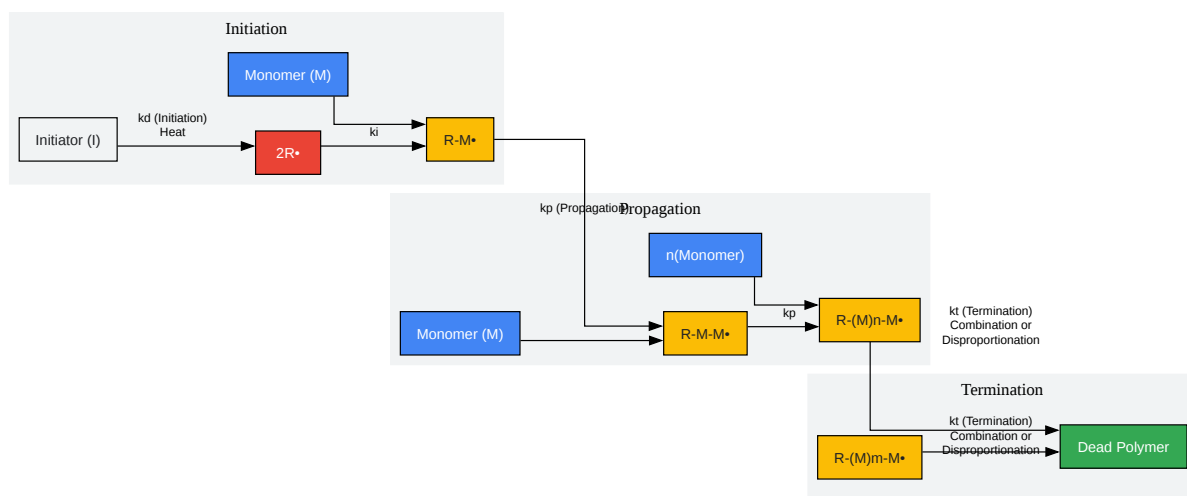 Initiation
Monomer (M)
kd (Initiation)
Heat
Initiator (I)
2R•
ki
R-M•
kp (Propagation)
Propagation
n(Monomer)
Monomer (M)
R-M-M•
kp
R-(M)n-M•
kt (Termination)
Combination or
Disproportionation
Termination
kt (Termination)
Combination or
Disproportionation
R-(M)m-M•
Dead Polymer